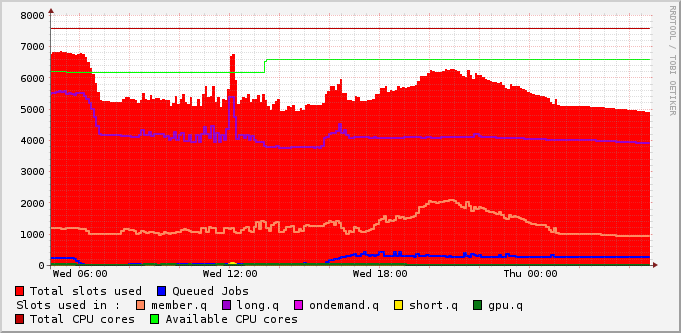 RRDTOOL / TOBI OETIKER
8000
7000
6000
5000
4000
3000
2000
1000
0
Wed 06:00 Wed 12:00 Wed 18:00 Thu 00:00
Total slots used Queued Jobs
Slots used in : member.q long.q ondemand.q short.q gpu.q
Total CPU cores Available CPU cores